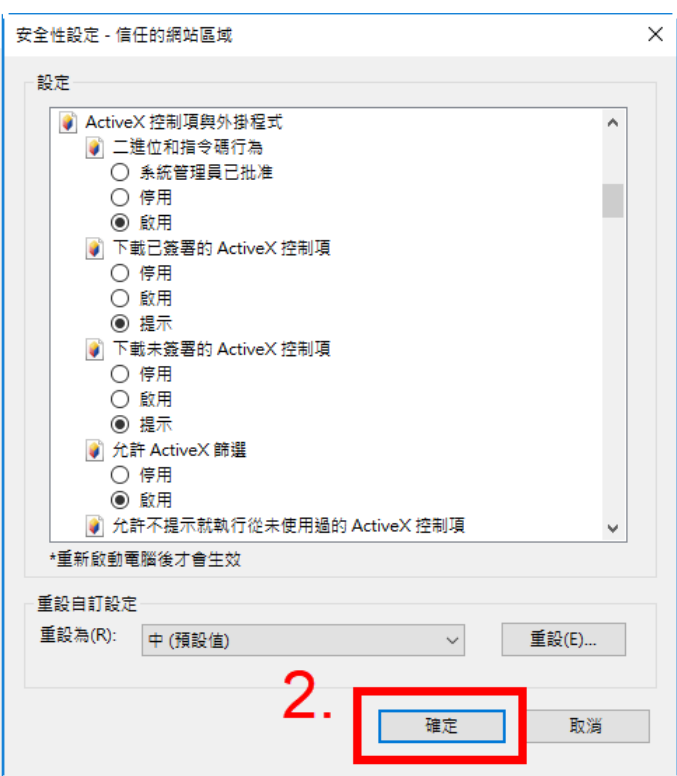 安全性設定 - 信任的網站區域
設定
ActiveX 控制項與外掛程式
二進位和指令碼行為
系統管理員已批准
停用
啟用
下載已簽署的 ActiveX 控制項
停用
啟用
提示
下載未簽署的 ActiveX 控制項
停用
啟用
提示
允許 ActiveX 篩選
停用
啟用
允許不提示就執行從未使用過的 ActiveX 控制項
*重新啟動電腦後才會生效
重設自訂設定
重設為(R): 中 (預設值) 重設(E)...
2.
確定 取消